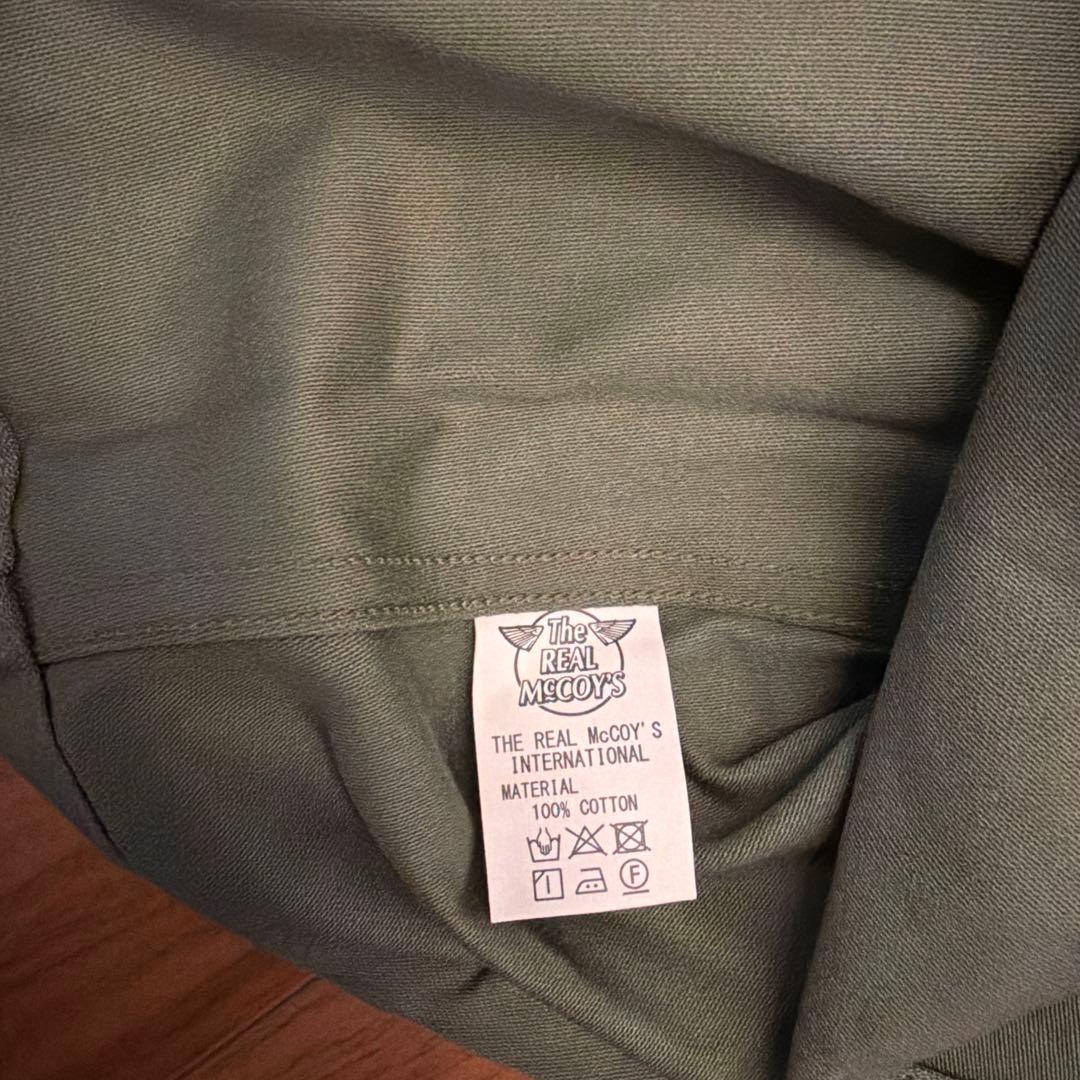 The
REAL
McCOY'S
THE REAL McCOY'S
INTERNATIONAL
MATERIAL
100% COTTON
F